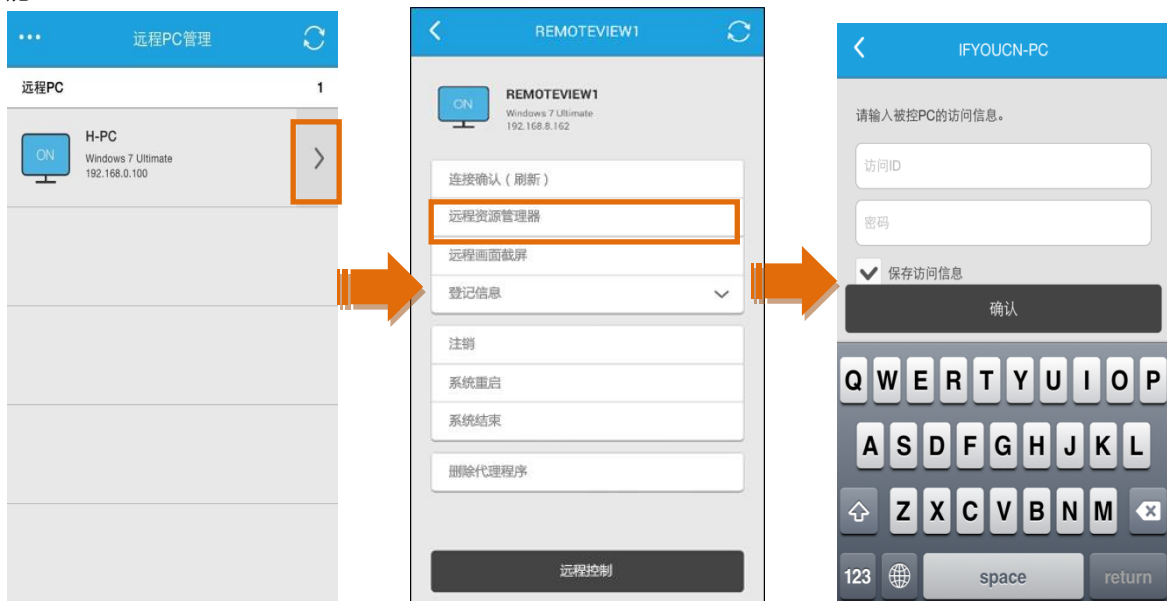 远程PC管理
远程PC
1
ON
H-PC
Windows 7 Ultimate
192.168.0.100
REMOTEVIEW1
ON
REMOTEVIEW1
Windows 7 Ultimate
192.168.8.162
连接确认（刷新）
远程资源管理器
远程画面截屏
登记信息
注销
系统重启
系统结束
删除代理程序
远程控制
IFYOUCN-PC
请输入被控PC的访问信息。
访问ID
密码
保存访问信息
确认
Q W E R T Y U I O P
A S D F G H J K L
Z X C V B N M
123 space return